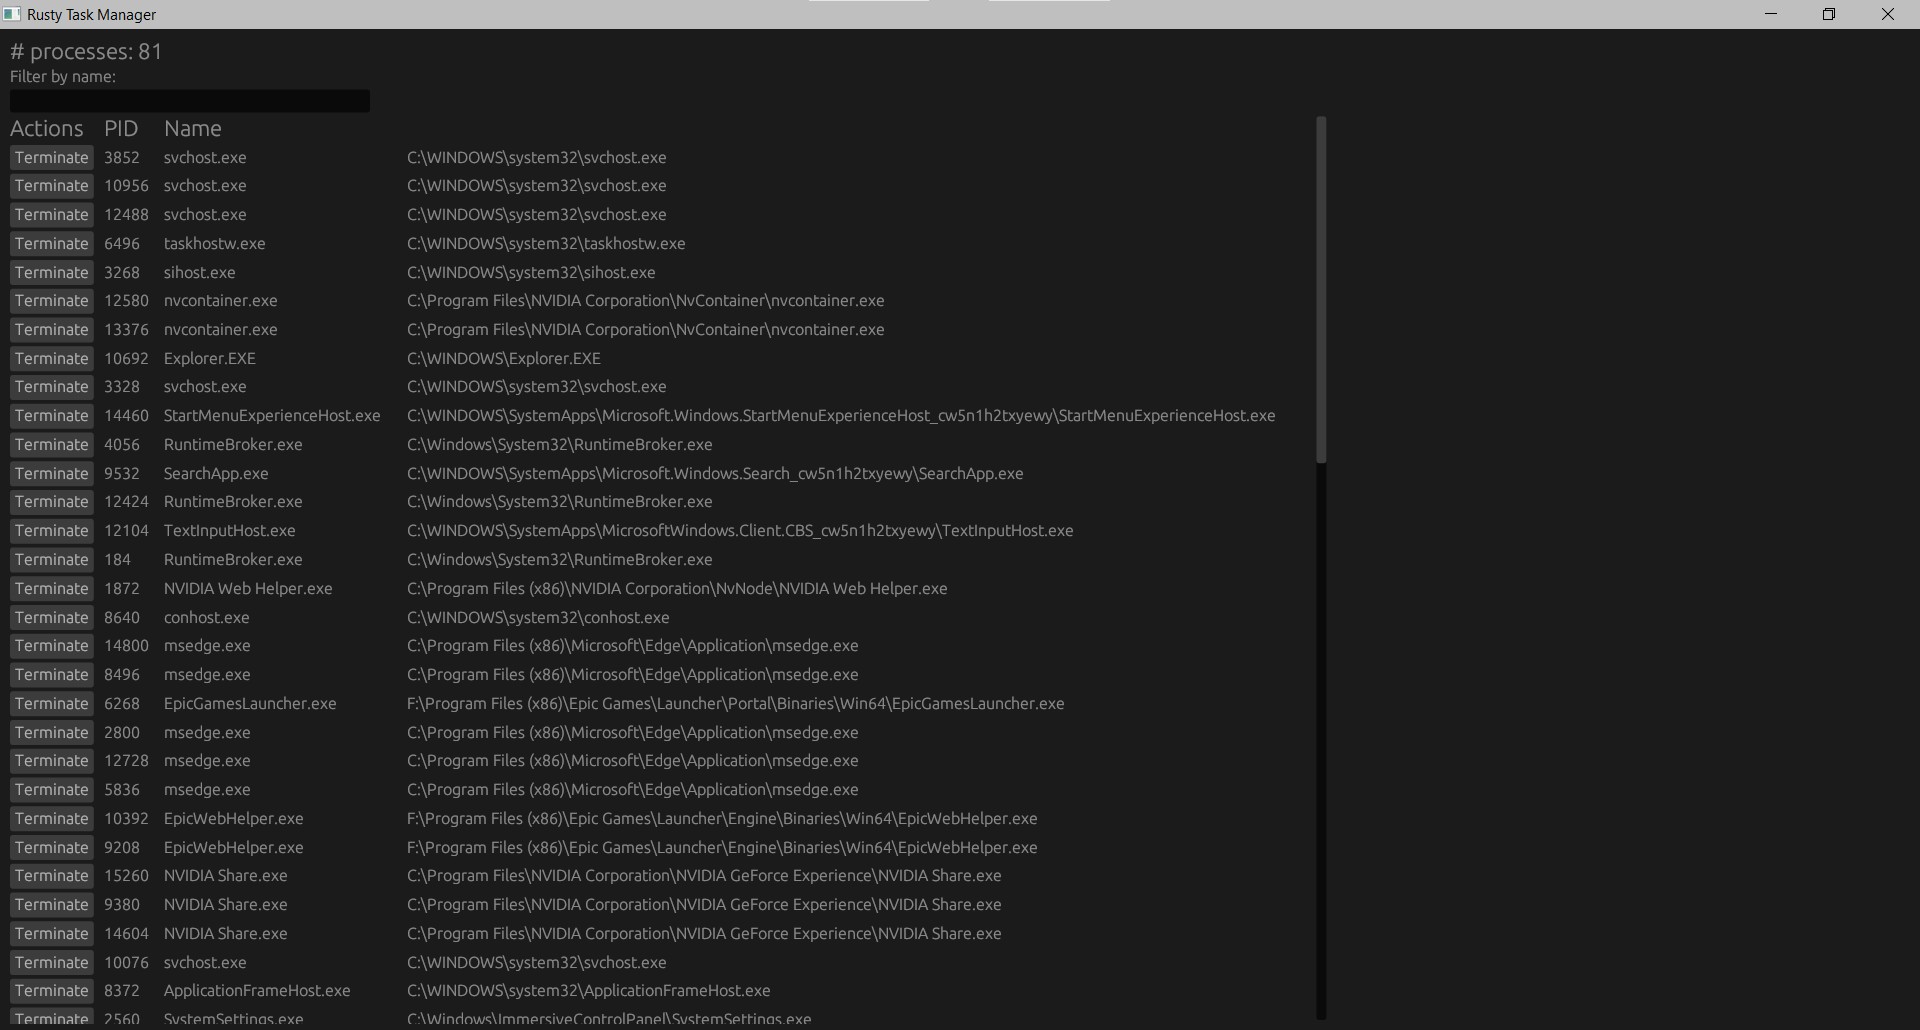 Rusty Task Manager
# processes: 81
Filter by name:
Actions PID Name
Terminate 3852 svchost.exe C:\WINDOWS\system32\svchost.exe
Terminate 10956 svchost.exe C:\WINDOWS\system32\svchost.exe
Terminate 12488 svchost.exe C:\WINDOWS\system32\svchost.exe
Terminate 6496 taskhostw.exe C:\WINDOWS\system32\taskhostw.exe
Terminate 3268 sihost.exe C:\WINDOWS\system32\sihost.exe
Terminate 12580 nvcontainer.exe C:\Program Files\NVIDIA Corporation\NvContainer\nvcontainer.exe
Terminate 13376 nvcontainer.exe C:\Program Files\NVIDIA Corporation\NvContainer\nvcontainer.exe
Terminate 10692 Explorer.EXE C:\WINDOWS\Explorer.EXE
Terminate 3328 svchost.exe C:\WINDOWS\system32\svchost.exe
Terminate 14460 StartMenuExperienceHost.exe C:\WINDOWS\SystemApps\Microsoft.Windows.StartMenuExperienceHost_cw5n1h2txyewy\StartMenuExperienceHost.exe
Terminate 4056 RuntimeBroker.exe C:\Windows\System32\RuntimeBroker.exe
Terminate 9532 SearchApp.exe C:\WINDOWS\SystemApps\Microsoft.Windows.Search_cw5n1h2txyewy\SearchApp.exe
Terminate 12424 RuntimeBroker.exe C:\Windows\System32\RuntimeBroker.exe
Terminate 12104 TextInputHost.exe C:\WINDOWS\SystemApps\MicrosoftWindows.Client.CBS_cw5n1h2txyewy\TextInputHost.exe
Terminate 184 RuntimeBroker.exe C:\Windows\System32\RuntimeBroker.exe
Terminate 1872 NVIDIA Web Helper.exe C:\Program Files (x86)\NVIDIA Corporation\NvNode\NVIDIA Web Helper.exe
Terminate 8640 conhost.exe C:\WINDOWS\system32\conhost.exe
Terminate 14800 msedge.exe C:\Program Files (x86)\Microsoft\Edge\Application\msedge.exe
Terminate 8496 msedge.exe C:\Program Files (x86)\Microsoft\Edge\Application\msedge.exe
Terminate 6268 EpicGamesLauncher.exe F:\Program Files (x86)\Epic Games\Launcher\Portal\Binaries\Win64\EpicGamesLauncher.exe
Terminate 2800 msedge.exe C:\Program Files (x86)\Microsoft\Edge\Application\msedge.exe
Terminate 12728 msedge.exe C:\Program Files (x86)\Microsoft\Edge\Application\msedge.exe
Terminate 5836 msedge.exe C:\Program Files (x86)\Microsoft\Edge\Application\msedge.exe
Terminate 10392 EpicWebHelper.exe F:\Program Files (x86)\Epic Games\Launcher\Engine\Binaries\Win64\EpicWebHelper.exe
Terminate 9208 EpicWebHelper.exe F:\Program Files (x86)\Epic Games\Launcher\Engine\Binaries\Win64\EpicWebHelper.exe
Terminate 15260 NVIDIA Share.exe C:\Program Files\NVIDIA Corporation\NVIDIA GeForce Experience\NVIDIA Share.exe
Terminate 9380 NVIDIA Share.exe C:\Program Files\NVIDIA Corporation\NVIDIA GeForce Experience\NVIDIA Share.exe
Terminate 14604 NVIDIA Share.exe C:\Program Files\NVIDIA Corporation\NVIDIA GeForce Experience\NVIDIA Share.exe
Terminate 10076 svchost.exe C:\WINDOWS\system32\svchost.exe
Terminate 8372 ApplicationFrameHost.exe C:\WINDOWS\system32\ApplicationFrameHost.exe
Terminate 2560 SystemSettings.exe C:\Windows\ImmersiveControlPanel\SystemSettings.exe